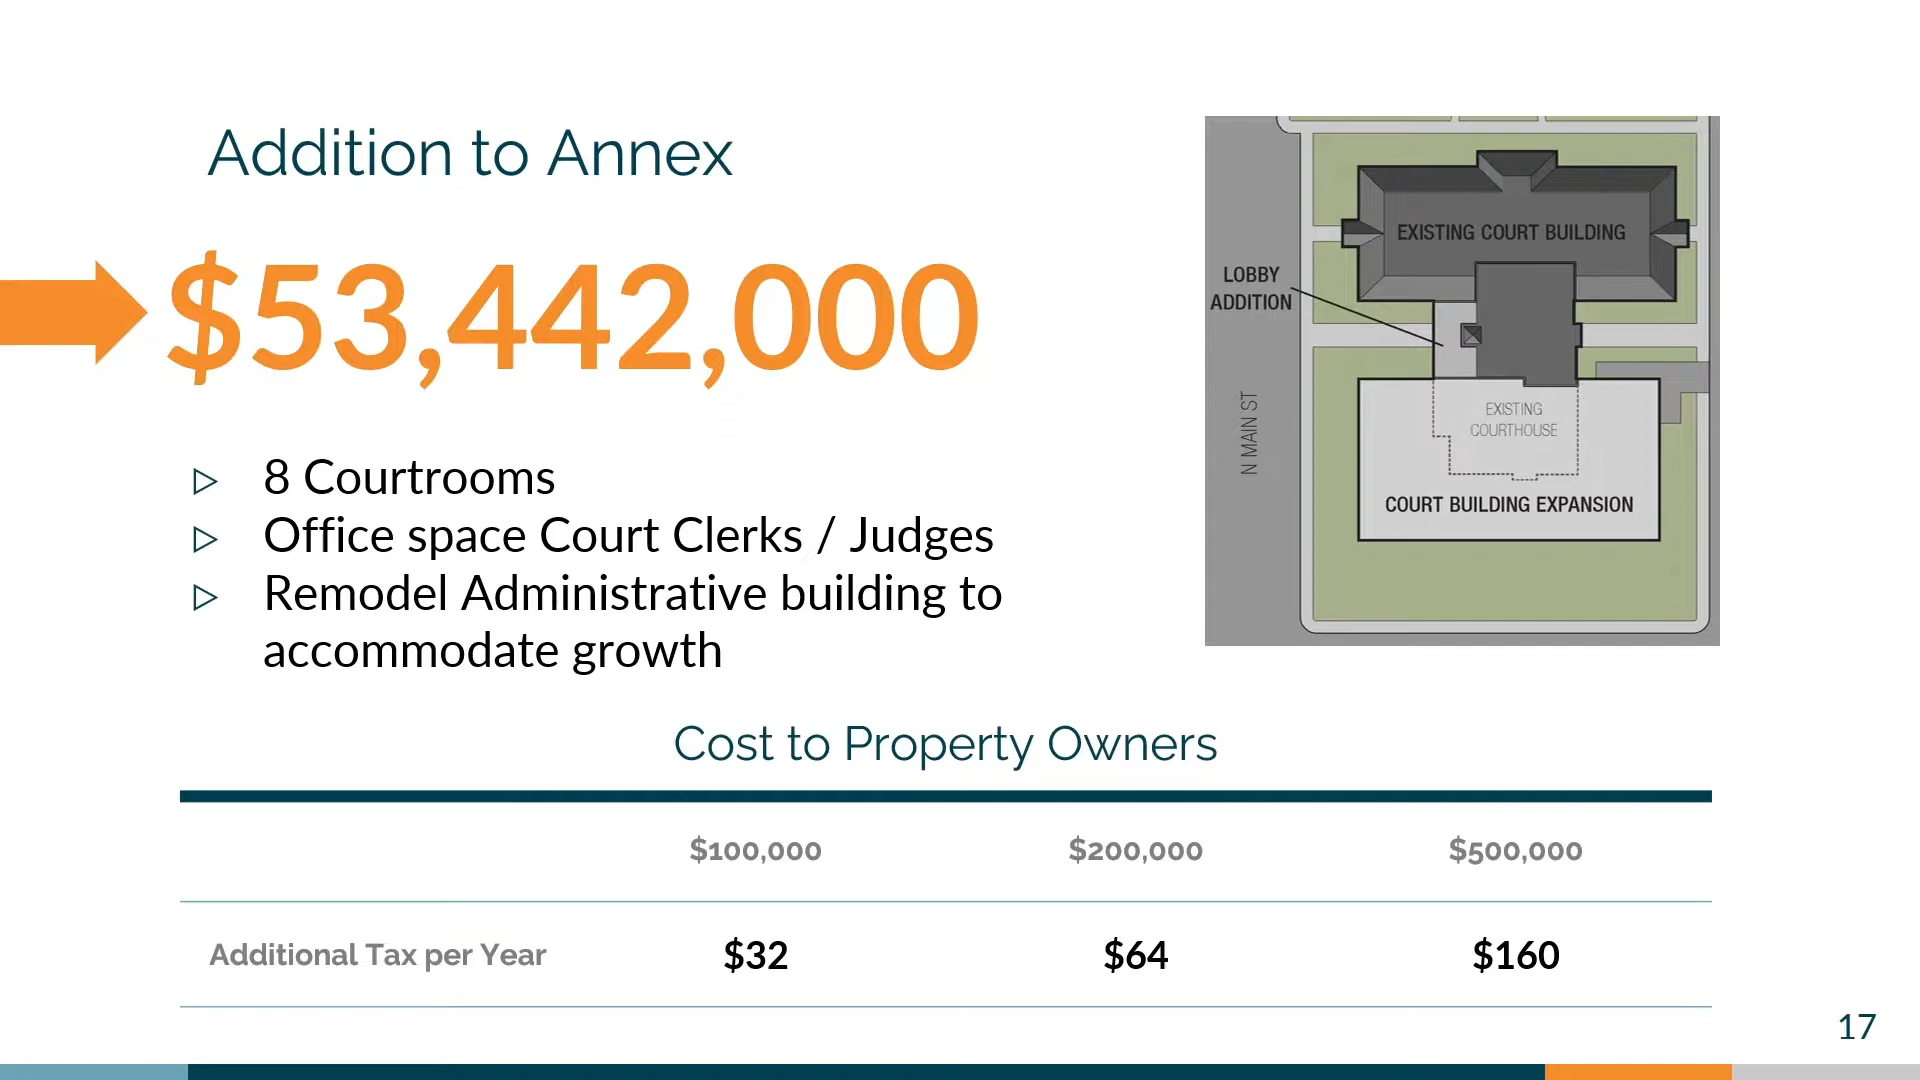 Addition to Annex
$53,442,000
▷ 8 Courtrooms
▷ Office space Court Clerks / Judges
▷ Remodel Administrative building to
accommodate growth
EXISTING COURT BUILDING
LOBBY
ADDITION
N MAIN ST
EXISTING
COURTHOUSE
COURT BUILDING EXPANSION
Cost to Property Owners
$100,000 $200,000 $500,000
Additional Tax per Year $32 $64 $160
17